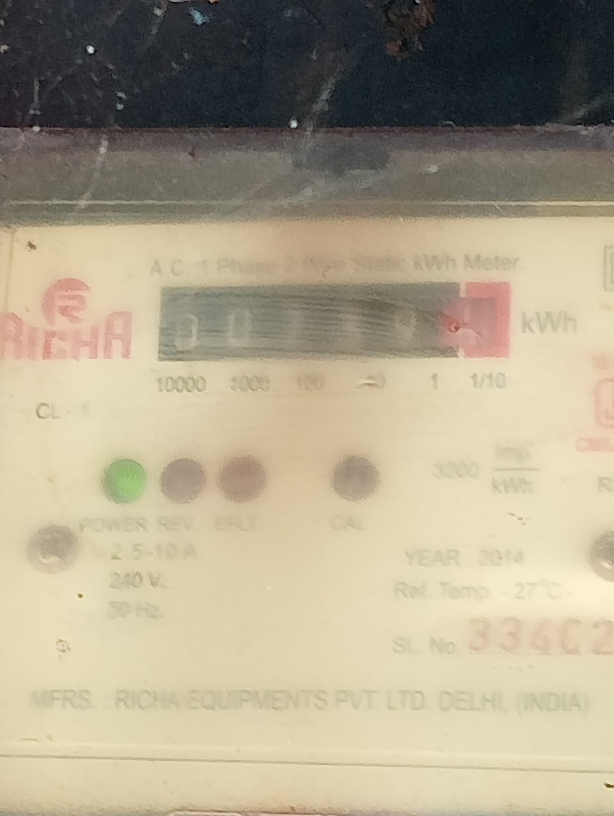 A.C. 1 Phase 2 Wire Static kWh Meter.
RICHA
kWh
10000 1000 100 10 1 1/10
CL - 1
3200 imp/kWh
POWER REV EFLT CAL
2.5-10 A
240 V.
50 Hz.
YEAR : 2014
Ref. Temp. - 27°C
SL. No.
MFRS. : RICHA EQUIPMENTS PVT. LTD. DELHI, (INDIA)